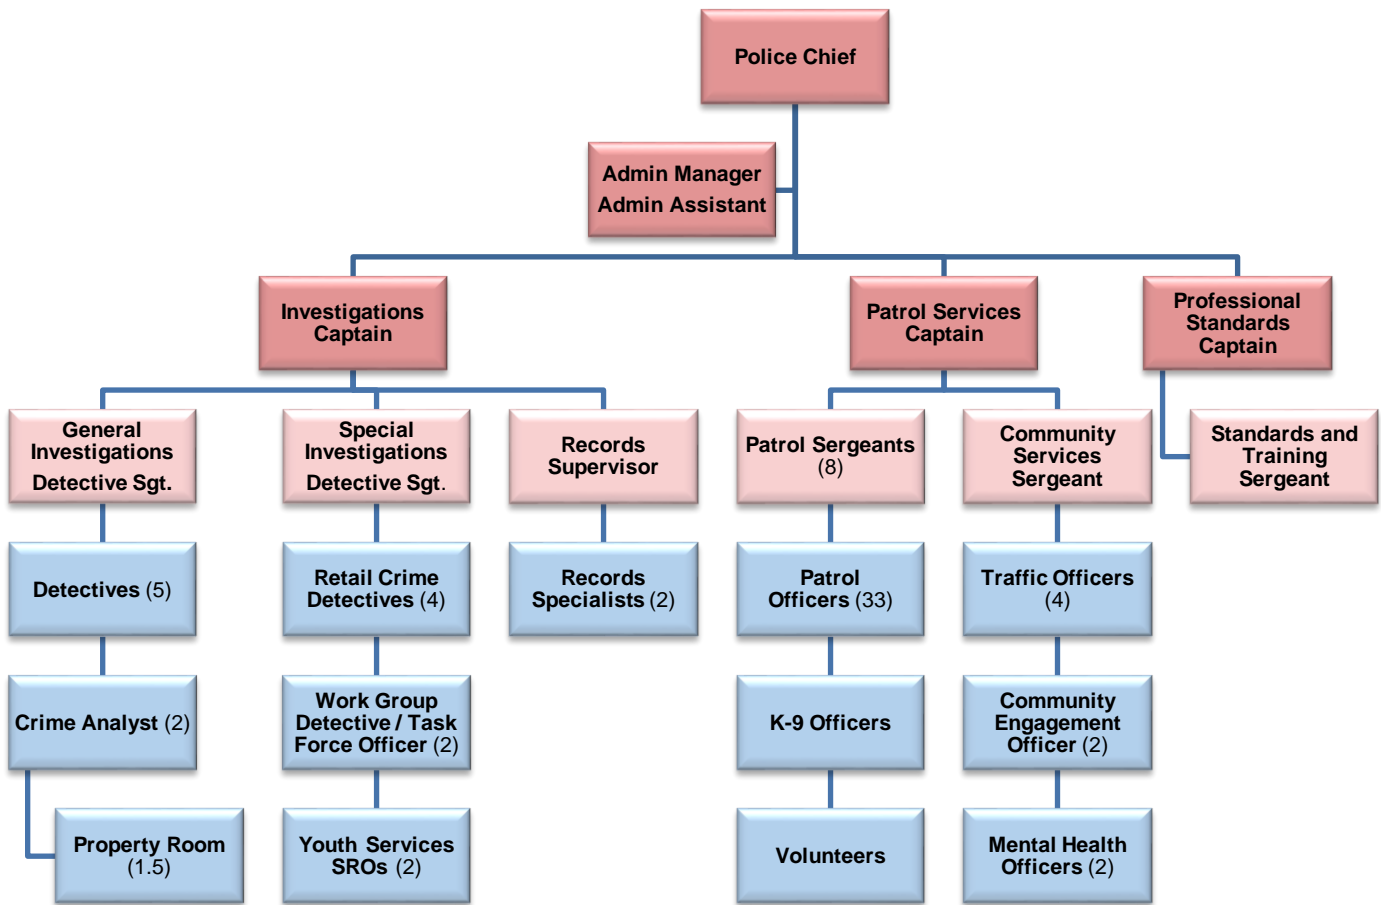 Police Chief
Admin Manager
Admin Assistant
Investigations
Captain
Patrol Services
Captain
Professional
Standards
Captain
General
Investigations
Detective Sgt.
Special
Investigations
Detective Sgt.
Records
Supervisor
Patrol Sergeants
(8)
Community
Services
Sergeant
Standards and
Training
Sergeant
Detectives (5)
Retail Crime
Detectives (4)
Records
Specialists (2)
Patrol
Officers (33)
Traffic Officers
(4)
Crime Analyst (2)
Work Group
Detective / Task
Force Officer (2)
K-9 Officers
Community
Engagement
Officer (2)
Property Room
(1.5)
Youth Services
SROs (2)
Volunteers
Mental Health
Officers (2)